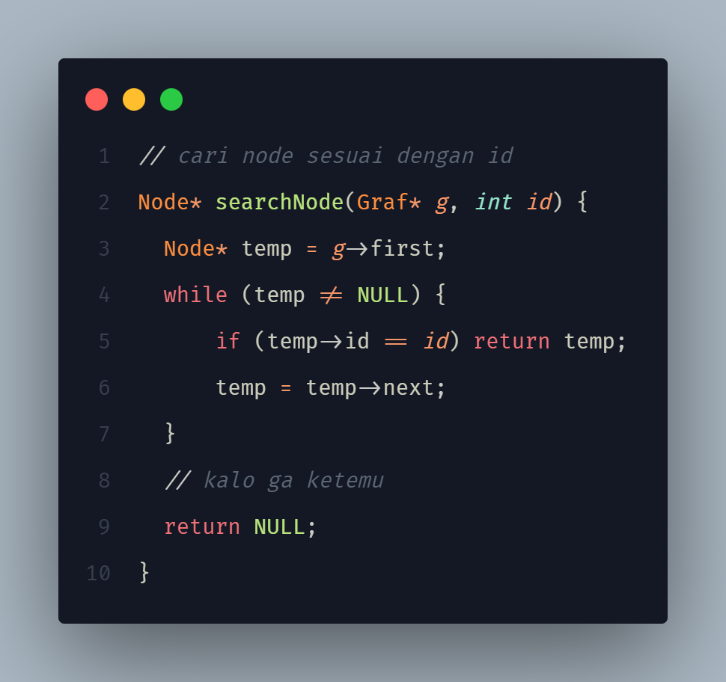 1 // cari node sesuai dengan id
2 Node* searchNode(Graf* g, int id) {
3   Node* temp = g->first;
4   while (temp != NULL) {
5       if (temp->id == id) return temp;
6       temp = temp->next;
7   }
8   // kalo ga ketemu
9   return NULL;
10 }